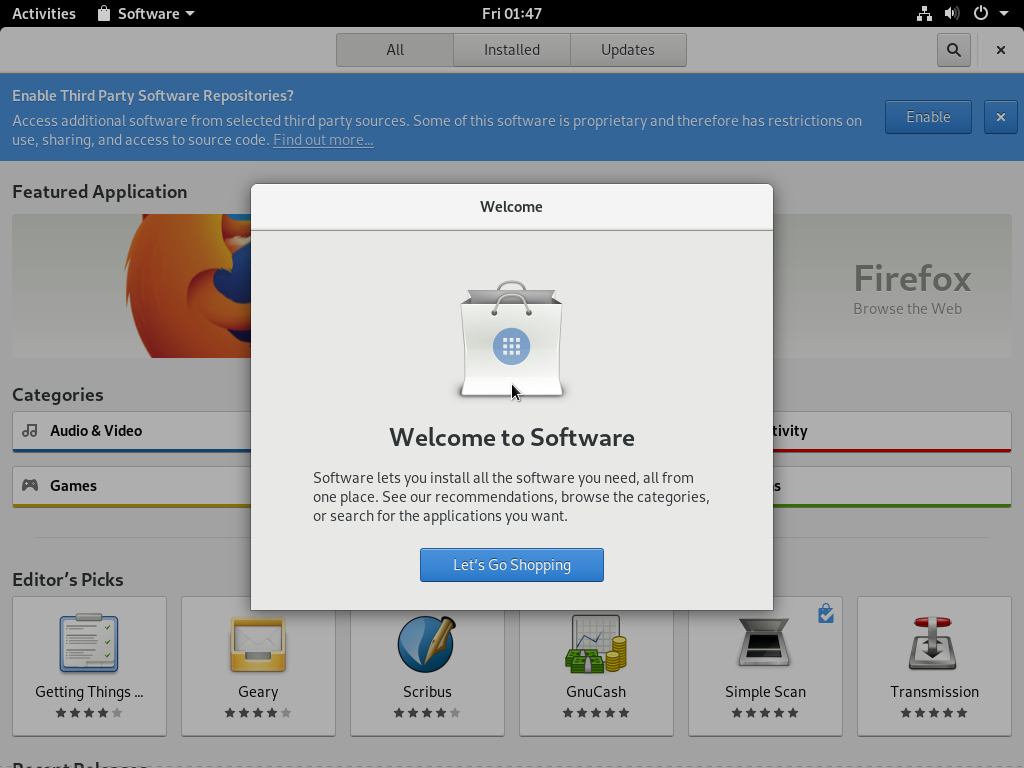 Activities
Software
Fri 01:47
All
Installed
Updates
Enable Third Party Software Repositories?
Access additional software from selected third party sources. Some of this software is proprietary and therefore has restrictions on
use, sharing, and access to source code. Find out more…
Enable
Featured Application
Welcome
Firefox
Browse the Web
Welcome to Software
Software lets you install all the software you need, all from
one place. See our recommendations, browse the categories,
or search for the applications you want.
Let's Go Shopping
Categories
Audio & Video
tivity
Games
s
Editor's Picks
Getting Things …
Geary
Scribus
GnuCash
Simple Scan
Transmission
Recent Releases